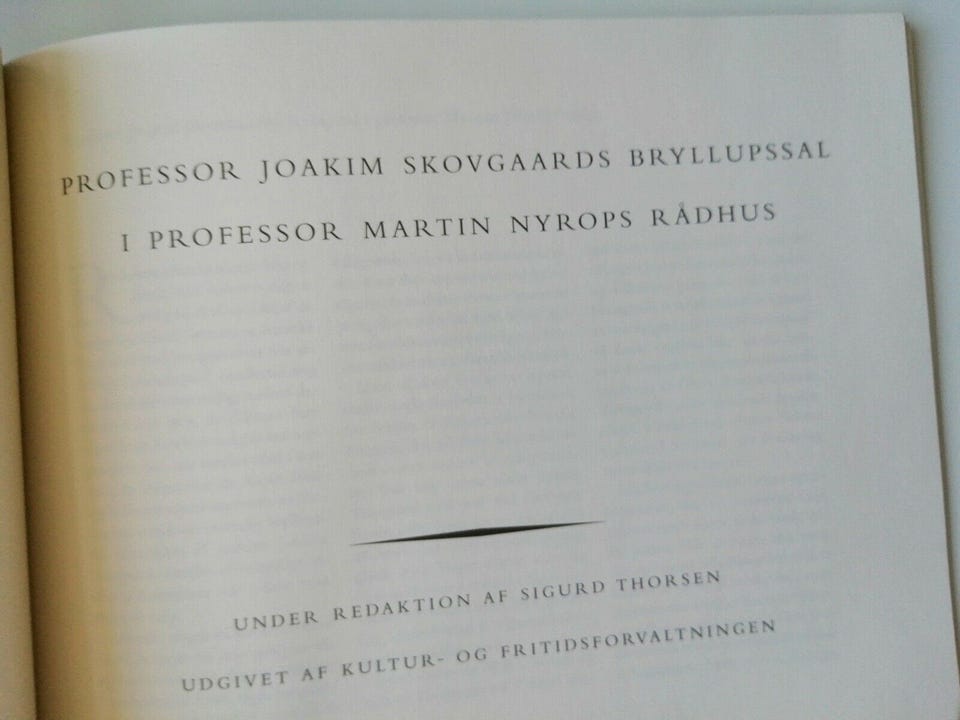 PROFESSOR JOAKIM SKOVGAARDS BRYLLUPSSAL
I PROFESSOR MARTIN NYROPS RÅDHUS
UNDER REDAKTION AF SIGURD THORSEN
UDGIVET AF KULTUR- OG FRITIDSFORVALTNINGEN